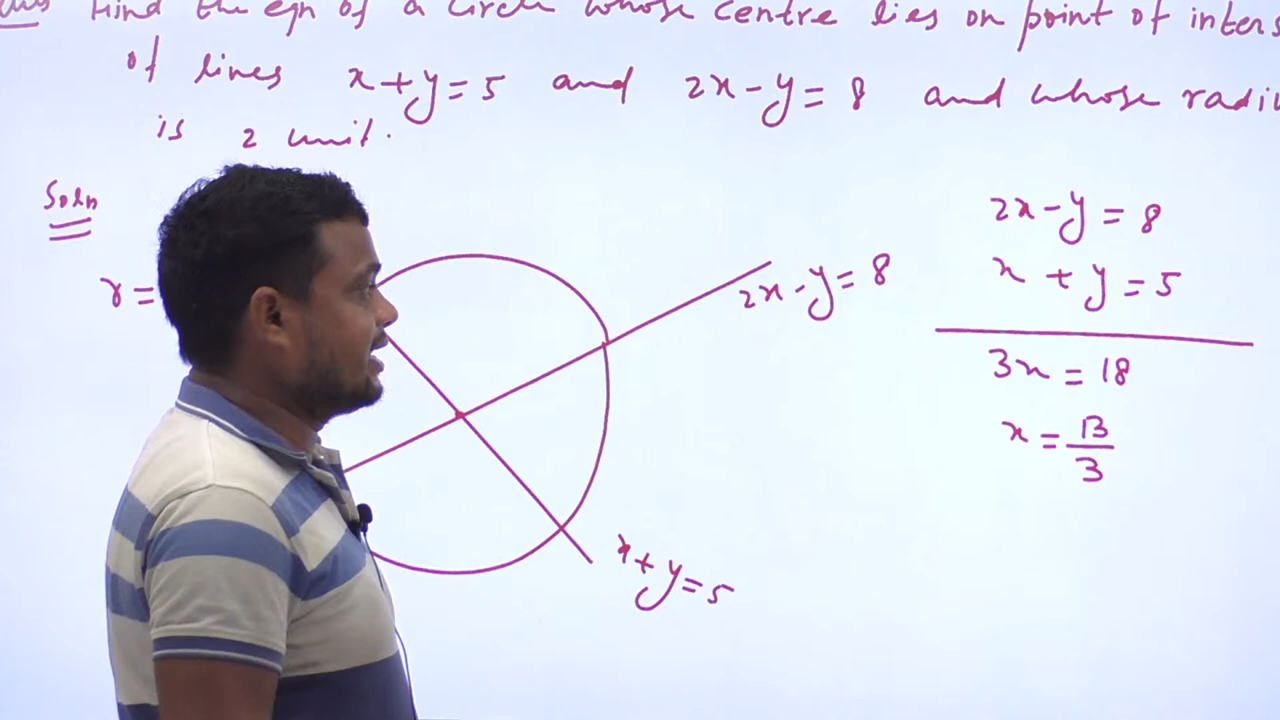 Find the eqn of a circle whose centre lies on point of inters
of lines x+y=5 and 2x-y=8 and whose radiu
is 2 unit.
Soln
r=
2x-y=8
x+y=5
2x-y=8
x+y=5
3x=18
x=13/3